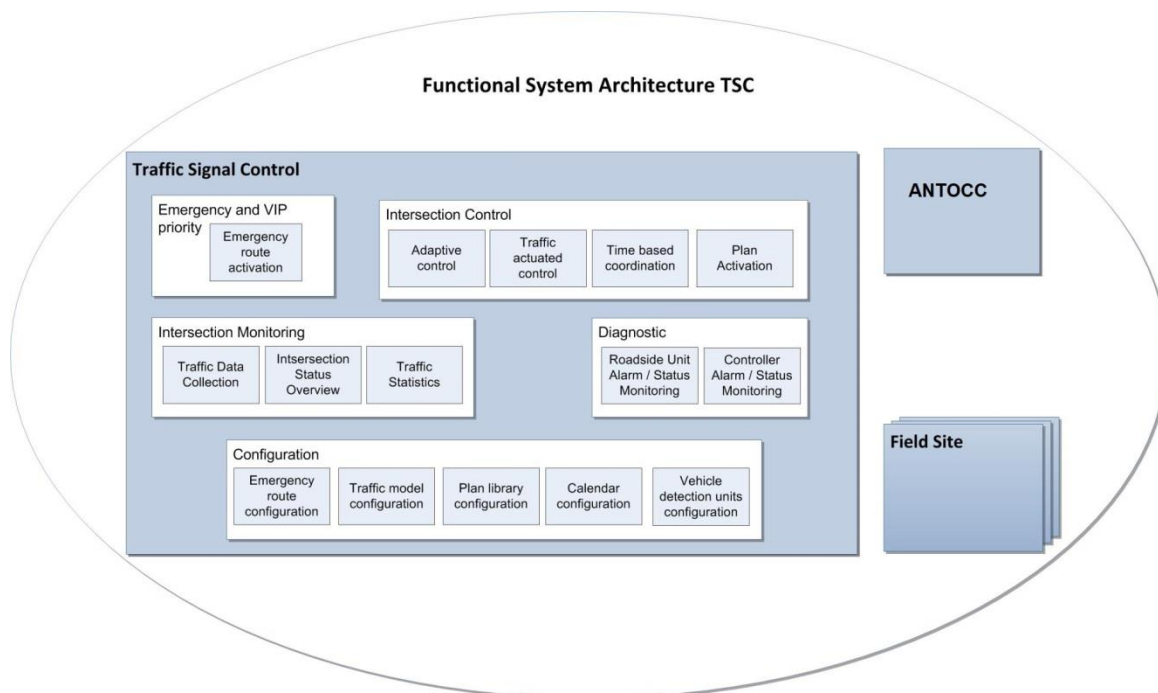 Functional System Architecture TSC
Traffic Signal Control
Emergency and VIP
priority
Emergency
route
activation
Intersection Control
Adaptive
control
Traffic
actuated
control
Time based
coordination
Plan
Activation
ANTOCC
Intersection Monitoring
Traffic Data
Collection
Intsersection
Status
Overview
Traffic
Statistics
Diagnostic
Roadside Unit
Alarm / Status
Monitoring
Controller
Alarm / Status
Monitoring
Field Site
Configuration
Emergency
route
configuration
Traffic model
configuration
Plan library
configuration
Calendar
configuration
Vehicle
detection units
configuration